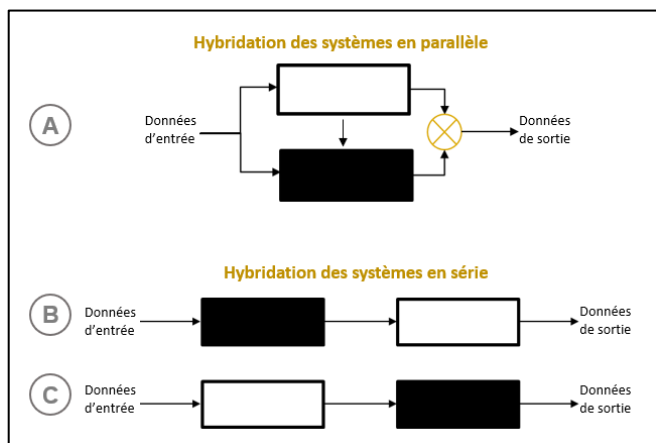 Hybridation des systèmes en parallèle
A
Données
d'entrée
Données
de sortie
Hybridation des systèmes en série
B
Données
d'entrée
Données
de sortie
C
Données
d'entrée
Données
de sortie